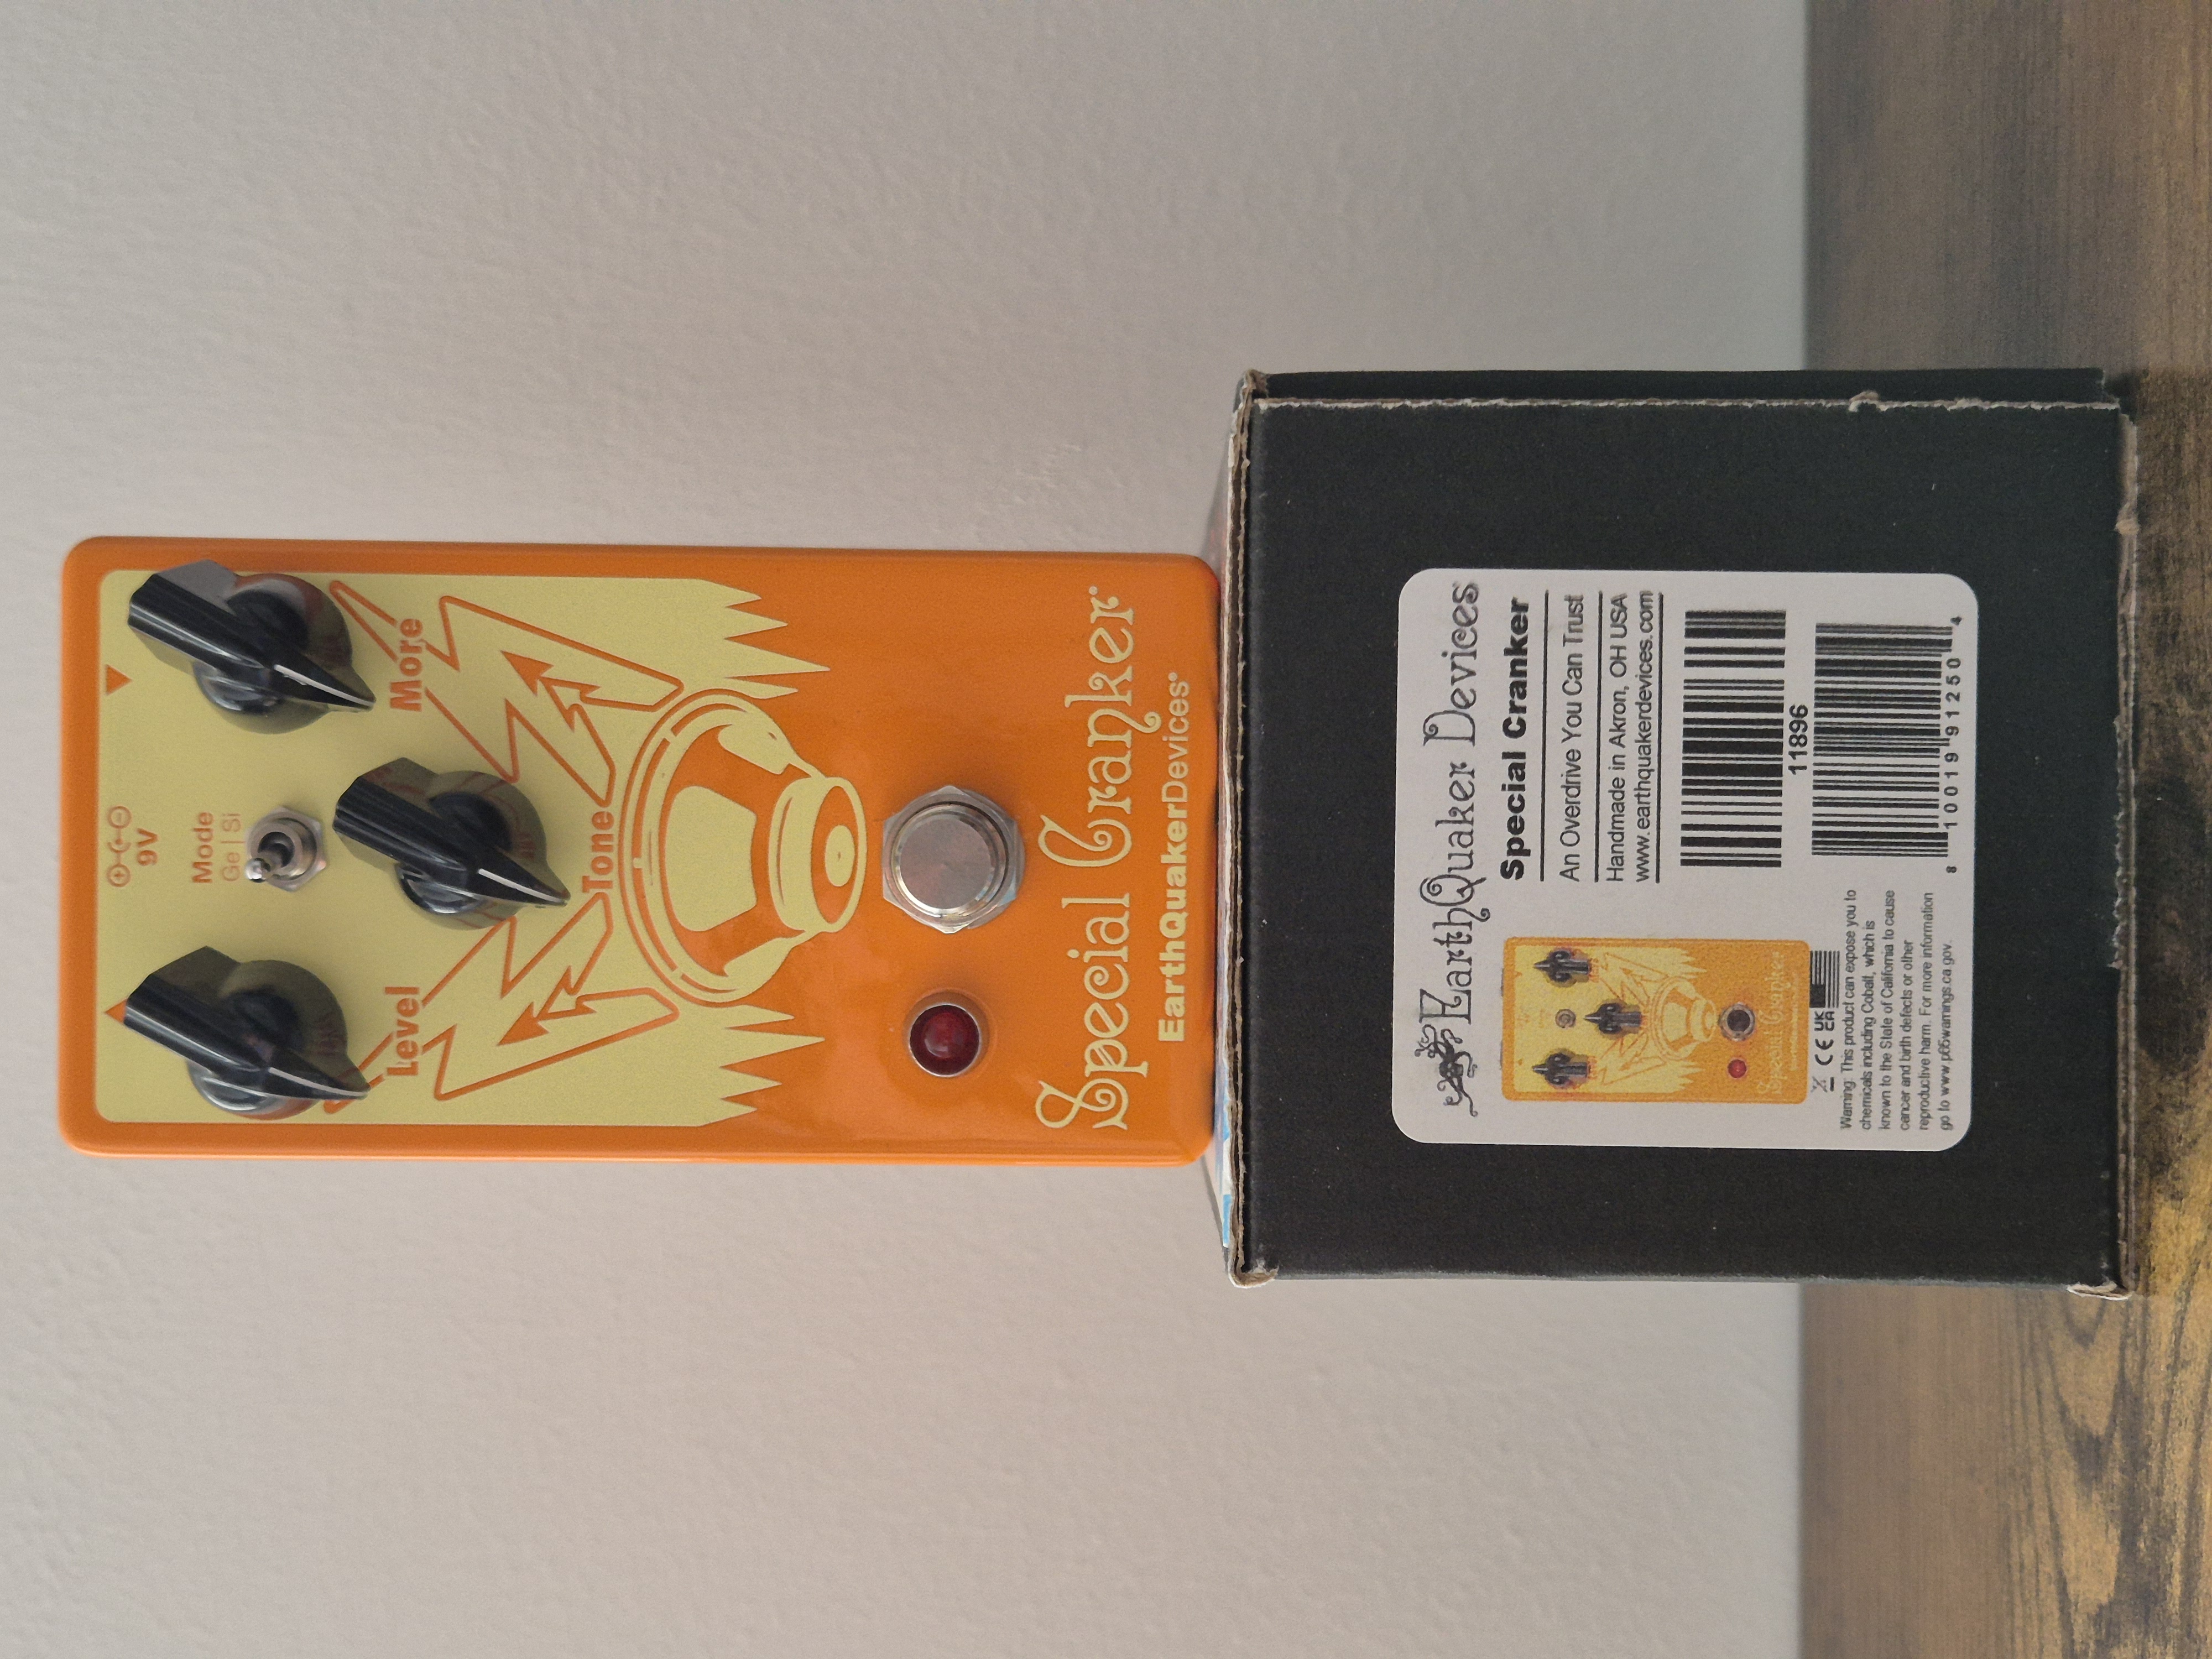 9V
Mode
Ge | Si
Level
More
Tone
Special Cranker
EarthQuakerDevices®
EarthQuaker Devices
Special Cranker
An Overdrive You Can Trust
Handmade in Akron, OH USA
www.earthquakerdevices.com
11896
8 10019 91250 4
CE UK
CA
Warning: This product can expose you to
chemicals including Cobalt, which is
known to the State of California to cause
cancer and birth defects or other
reproductive harm. For more information
go to www.p65warnings.ca.gov.